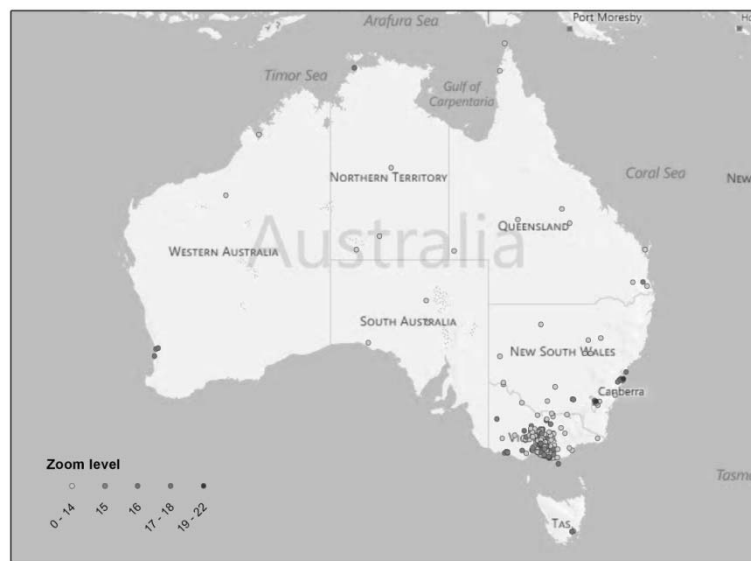 Arafura Sea
Port Moresby
Timor Sea
Gulf of
Carpentaria
Coral Sea
NORTHERN TERRITORY
QUEENSLAND
Australia
WESTERN AUSTRALIA
SOUTH AUSTRALIA
NEW SOUTH WALES
Canberra
TAS
Zoom level
0 - 14
15
16
17 - 18
19 - 22